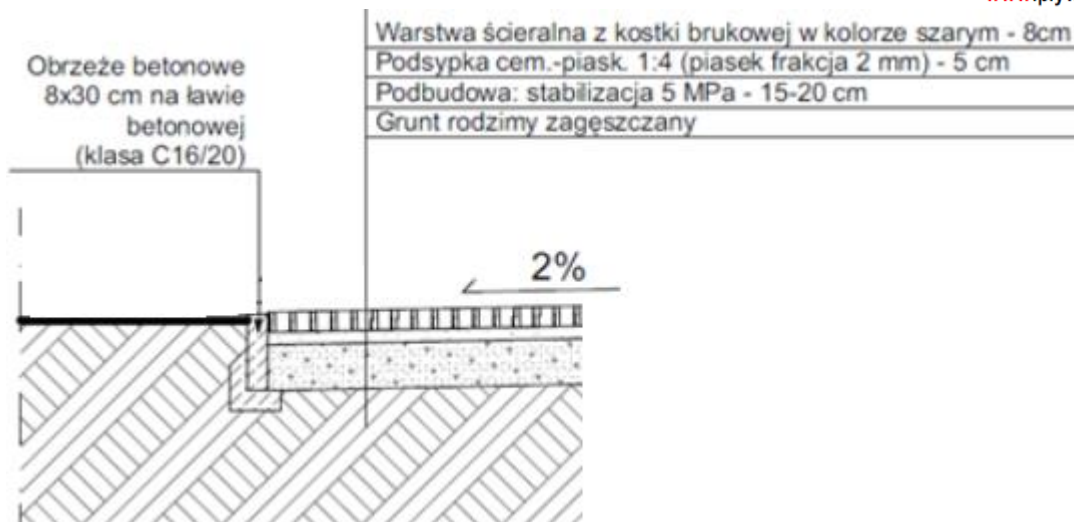 Obrzeże betonowe
8x30 cm na ławie
betonowej
(klasa C16/20)
Warstwa ścieralna z kostki brukowej w kolorze szarym - 8cm
Podsypka cem.-piask. 1:4 (piasek frakcja 2 mm) - 5 cm
Podbudowa: stabilizacja 5 MPa - 15-20 cm
Grunt rodzimy zagęszczany
2%